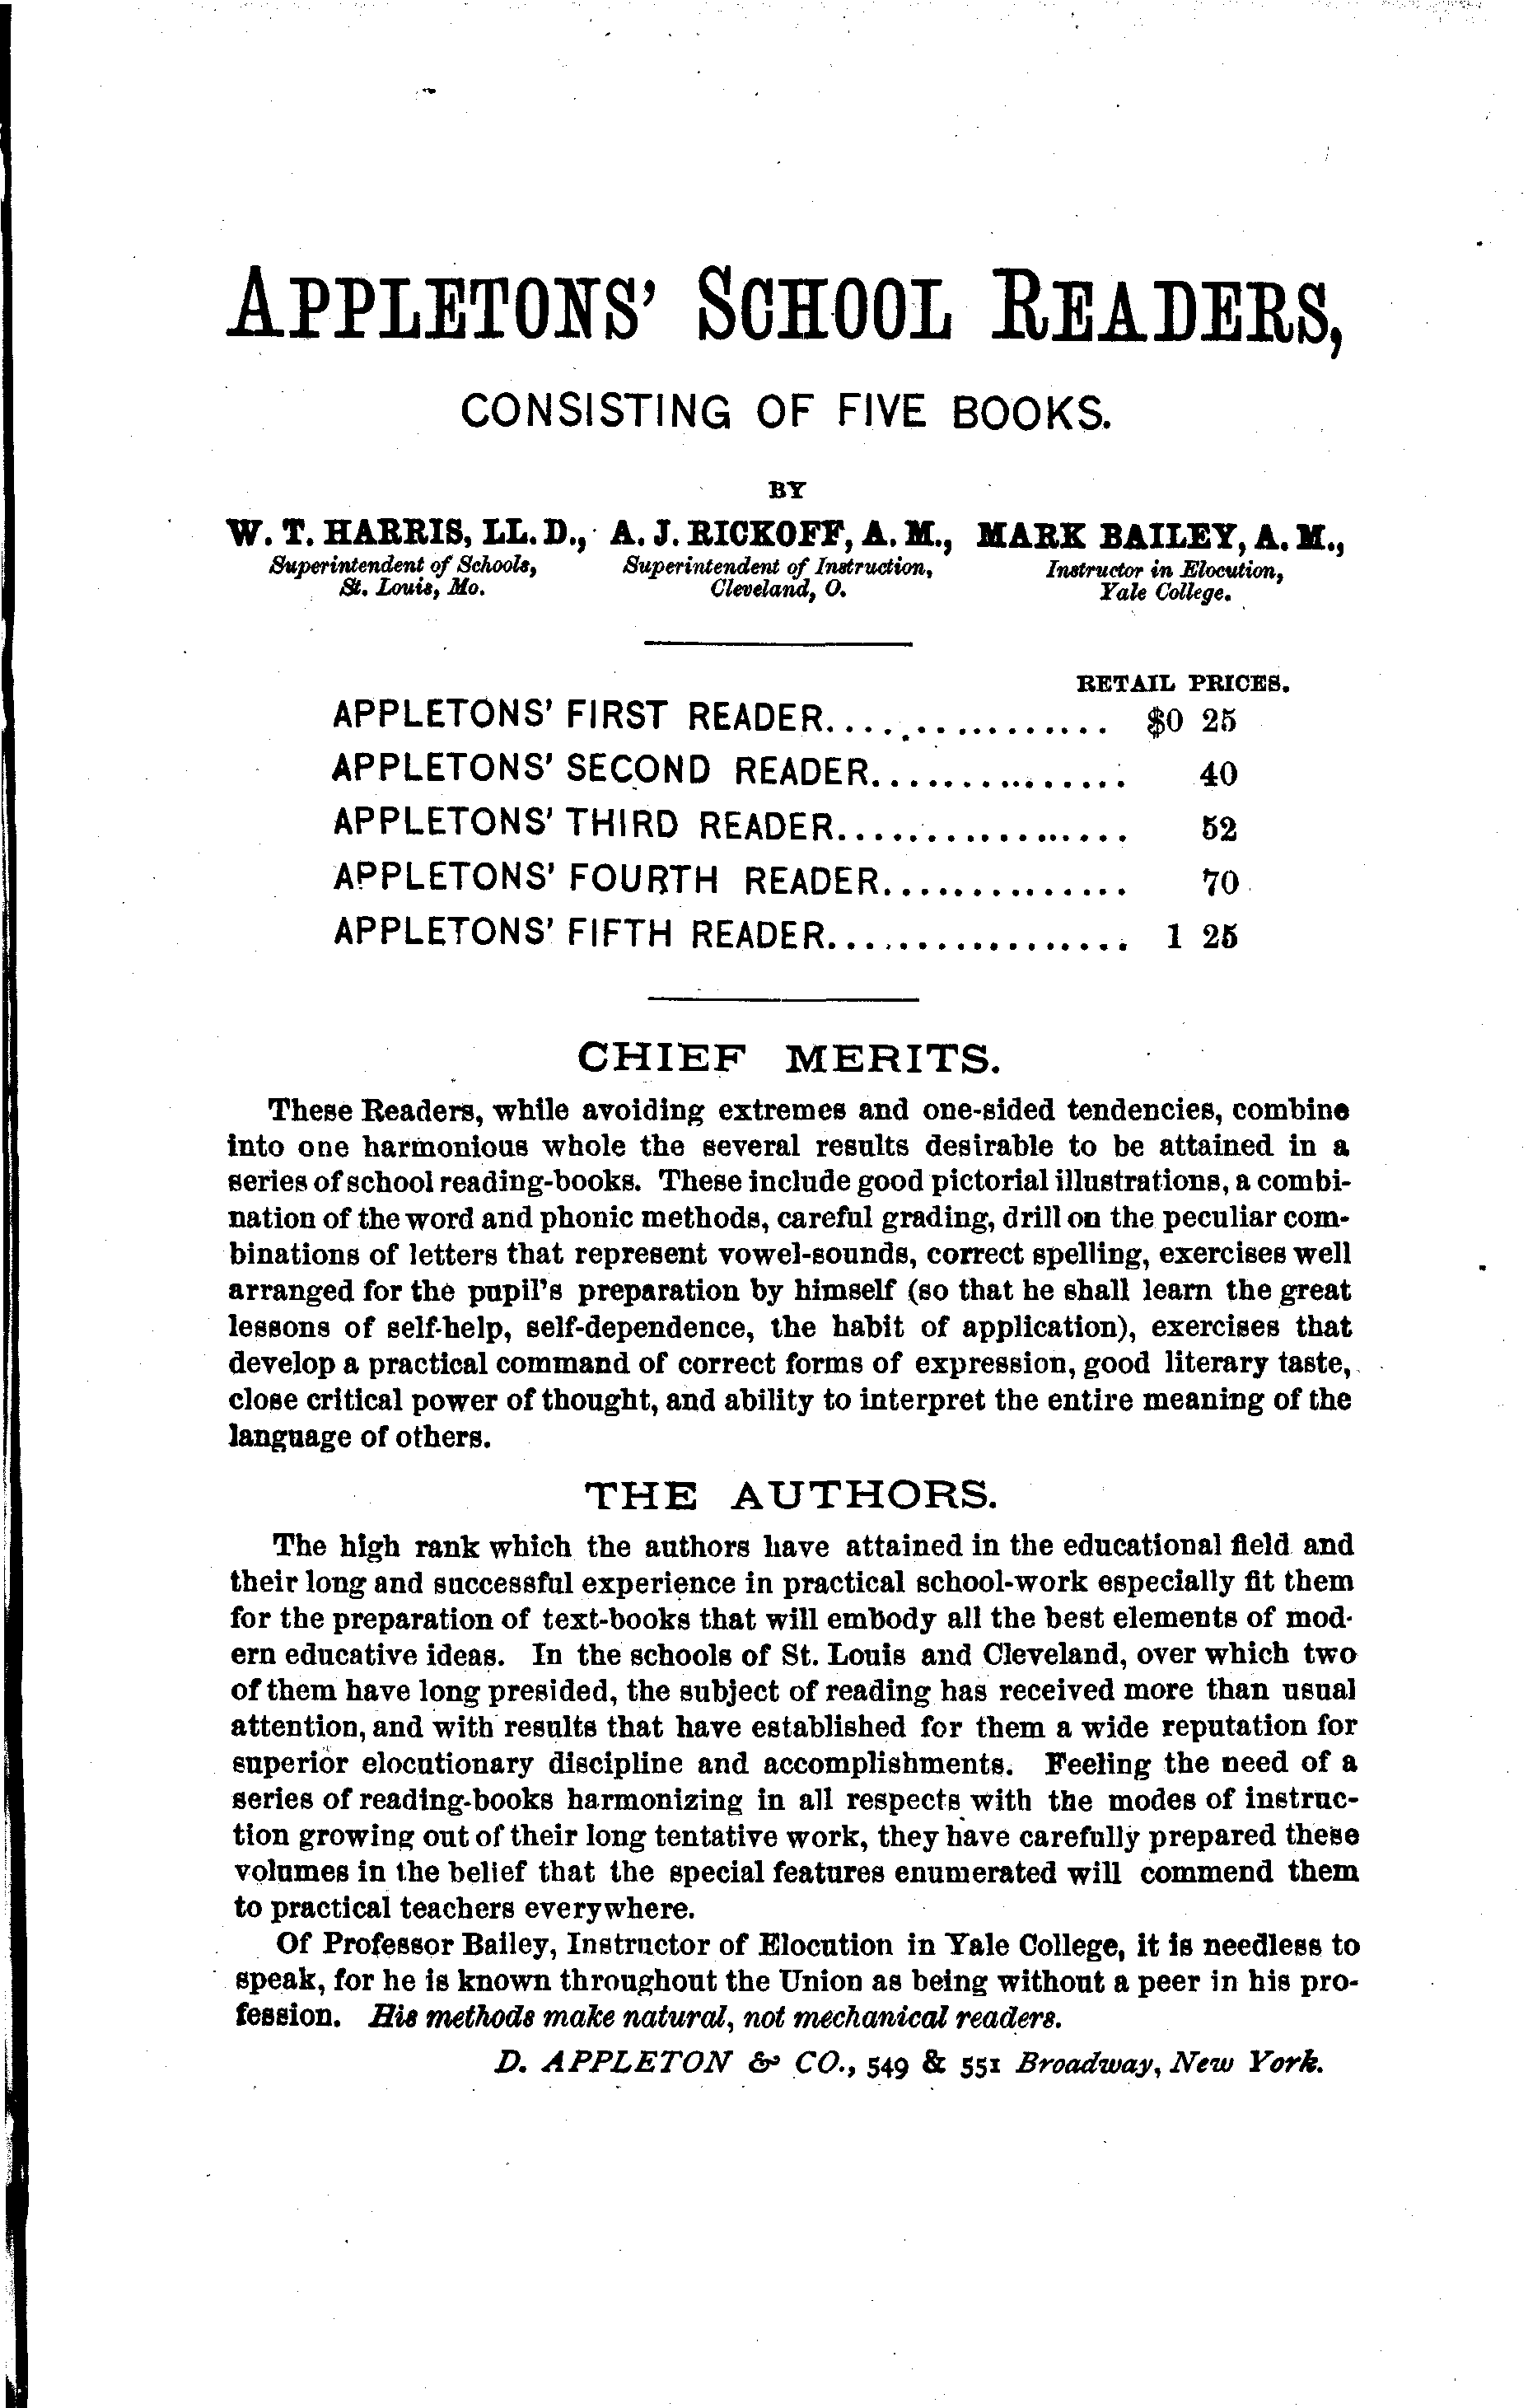 APPLETONS' SCHOOL READERS,
CONSISTING OF FIVE BOOKS.
BY
W. T. HARRIS, LL. D., A. J. RICKOFF, A. M., MARK BAILEY, A. M.,
Superintendent of Schools, Superintendent of Instruction, Instructor in Elocution,
St. Louis, Mo. Cleveland, O. Yale College.
RETAIL PRICES.
APPLETONS' FIRST READER................ $0 25
APPLETONS' SECOND READER.............. 40
APPLETONS' THIRD READER................ 52
APPLETONS' FOURTH READER.............. 70
APPLETONS' FIFTH READER................. 1 25
CHIEF MERITS.
These Readers, while avoiding extremes and one-sided tendencies, combine
into one harmonious whole the several results desirable to be attained in a
series of school reading-books. These include good pictorial illustrations, a combi-
nation of the word and phonic methods, careful grading, drill on the peculiar com-
binations of letters that represent vowel-sounds, correct spelling, exercises well
arranged for the pupil's preparation by himself (so that he shall learn the great
lessons of self-help, self-dependence, the habit of application), exercises that
develop a practical command of correct forms of expression, good literary taste,
close critical power of thought, and ability to interpret the entire meaning of the
language of others.
THE AUTHORS.
The high rank which the authors have attained in the educational field and
their long and successful experience in practical school-work especially fit them
for the preparation of text-books that will embody all the best elements of mod-
ern educative ideas. In the schools of St. Louis and Cleveland, over which two
of them have long presided, the subject of reading has received more than usual
attention, and with results that have established for them a wide reputation for
superior elocutionary discipline and accomplishments. Feeling the need of a
series of reading-books harmonizing in all respects with the modes of instruc-
tion growing out of their long tentative work, they have carefully prepared these
volumes in the belief that the special features enumerated will commend them
to practical teachers everywhere.
Of Professor Bailey, Instructor of Elocution in Yale College, it is needless to
speak, for he is known throughout the Union as being without a peer in his pro-
fession. His methods make natural, not mechanical readers.
D. APPLETON & CO., 549 & 551 Broadway, New York.